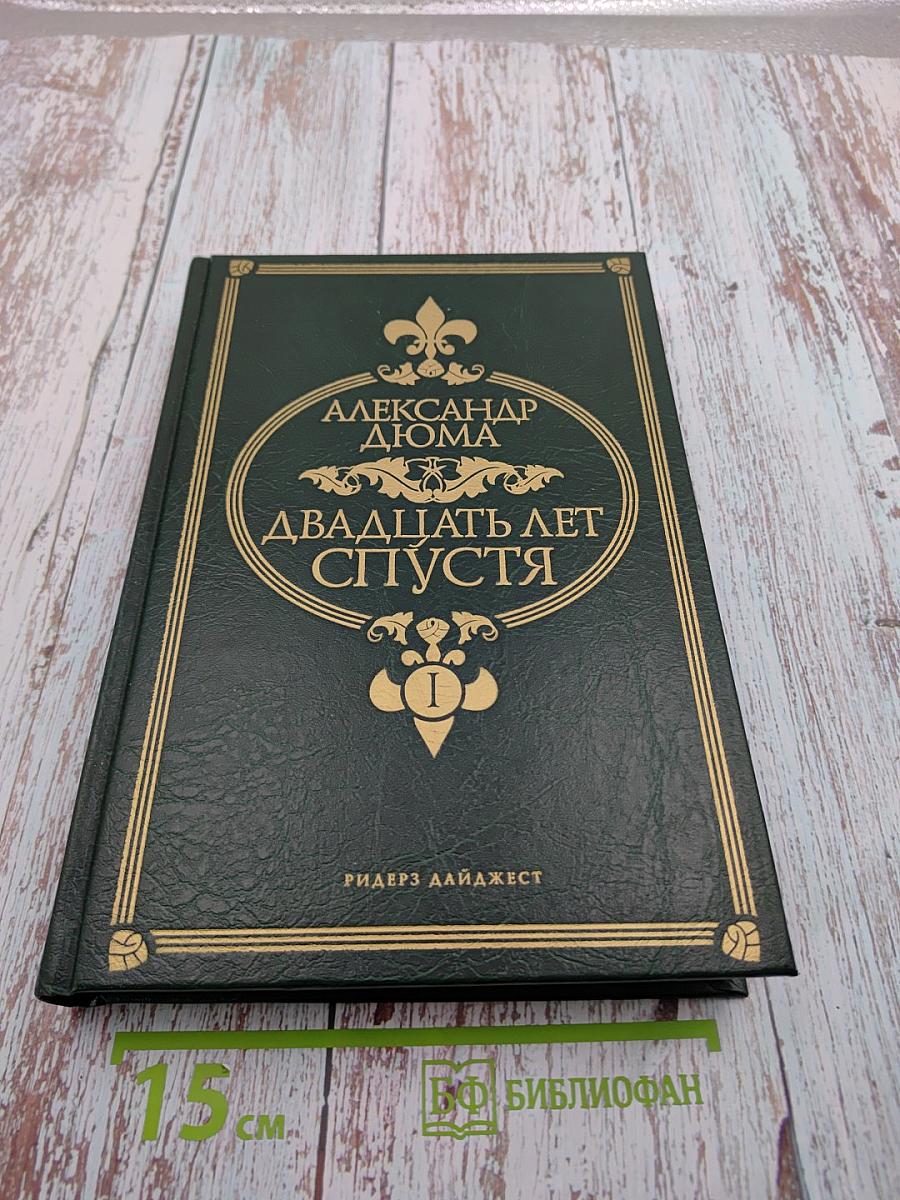 АЛЕКСАНДР
ДЮМА
ДВАДЦАТЬ ЛЕТ
СПУСТЯ
I
РИДЕРЗ ДАЙДЖЕСТ
15 см
БФ БИБЛИОФАН